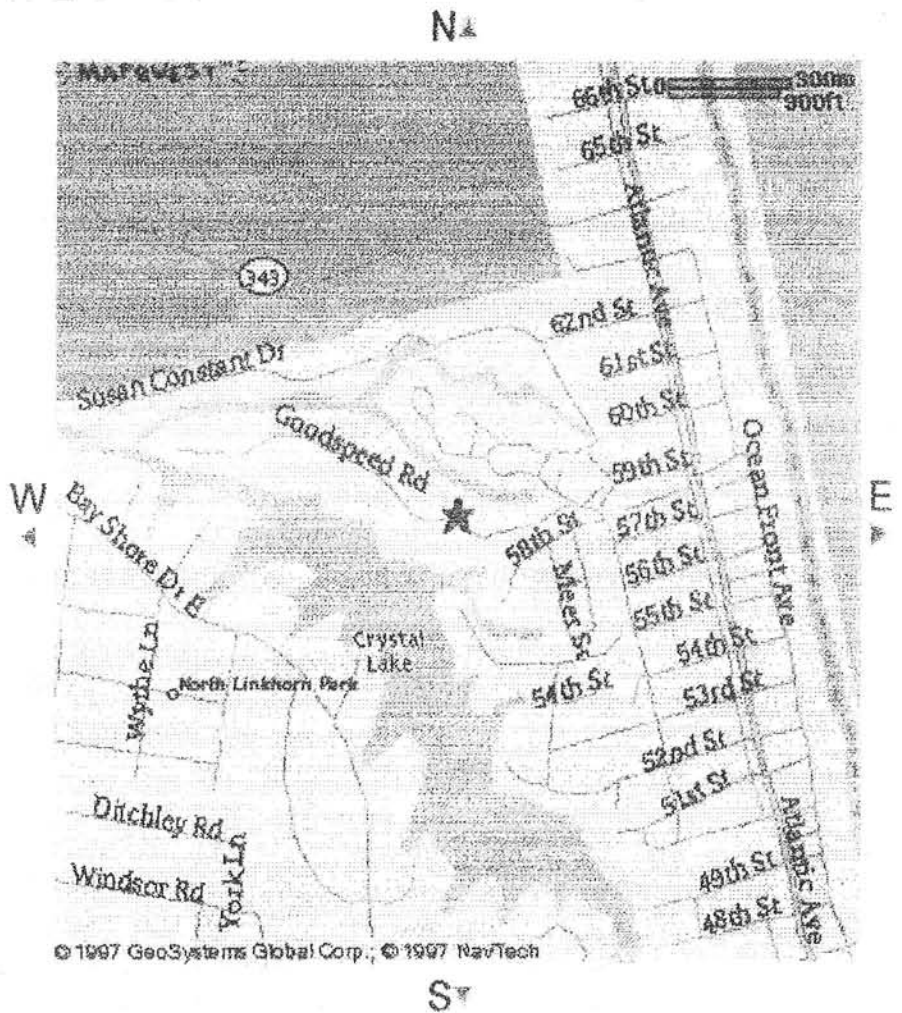 N
MAPQUEST™
66th St
300m
900ft
65th St
Atlantic Ave
343
62nd St
Susan Constant Dr
61st St
60th St
Goodspeed Rd
Ocean Front Ave
59th St
W
E
Bay Shore Dr E
57th St
58th St
56th St
Meer St
55th St
Crystal
Lake
54th St
Wythe Ln
North Linkhorn Park
54th St
53rd St
52nd St
51st St
Ditchley Rd
Atlantic Ave
York Ln
49th St
Windsor Rd
48th St
© 1997 GeoSystems Global Corp.; © 1997 NavTech
S